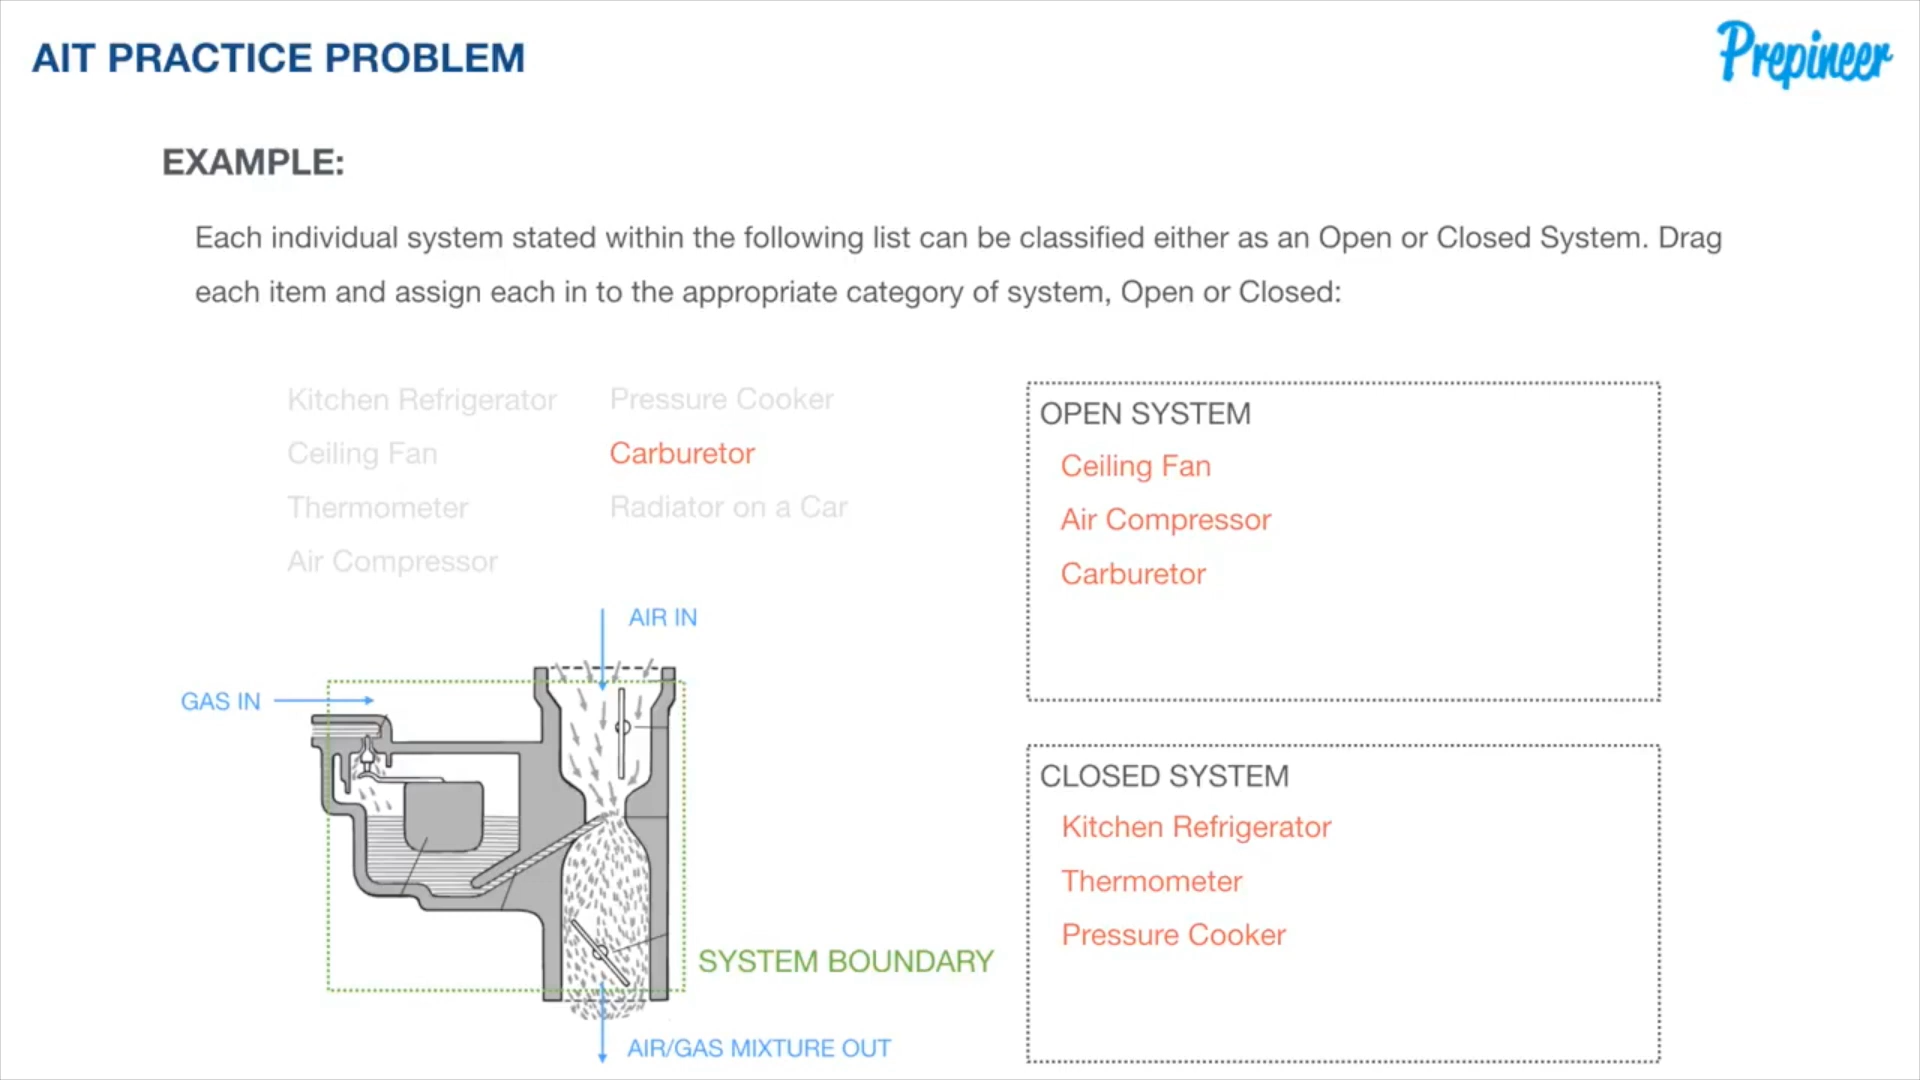 AIT PRACTICE PROBLEM
Prepineer
EXAMPLE:
Each individual system stated within the following list can be classified either as an Open or Closed System. Drag
each item and assign each in to the appropriate category of system, Open or Closed:
Kitchen Refrigerator
Ceiling Fan
Thermometer
Air Compressor
Pressure Cooker
Carburetor
Radiator on a Car
AIR IN
GAS IN
SYSTEM BOUNDARY
AIR/GAS MIXTURE OUT
OPEN SYSTEM
Ceiling Fan
Air Compressor
Carburetor
CLOSED SYSTEM
Kitchen Refrigerator
Thermometer
Pressure Cooker